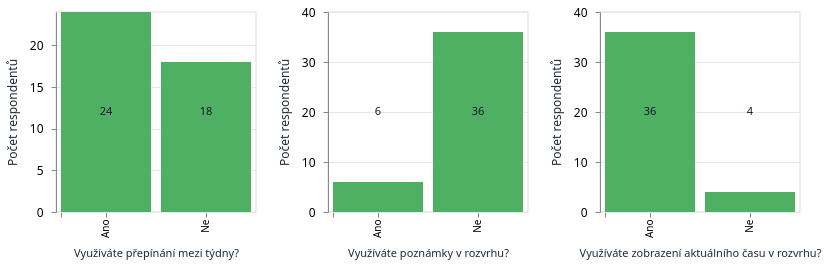 Počet respondentů
20
15
10
5
0
24
18
Ano
Ne
Využíváte přepínání mezi týdny?
Počet respondentů
40
30
20
10
0
6
36
Ano
Ne
Využíváte poznámky v rozvrhu?
Počet respondentů
40
30
20
10
0
36
4
Ano
Ne
Využíváte zobrazení aktuálního času v rozvrhu?